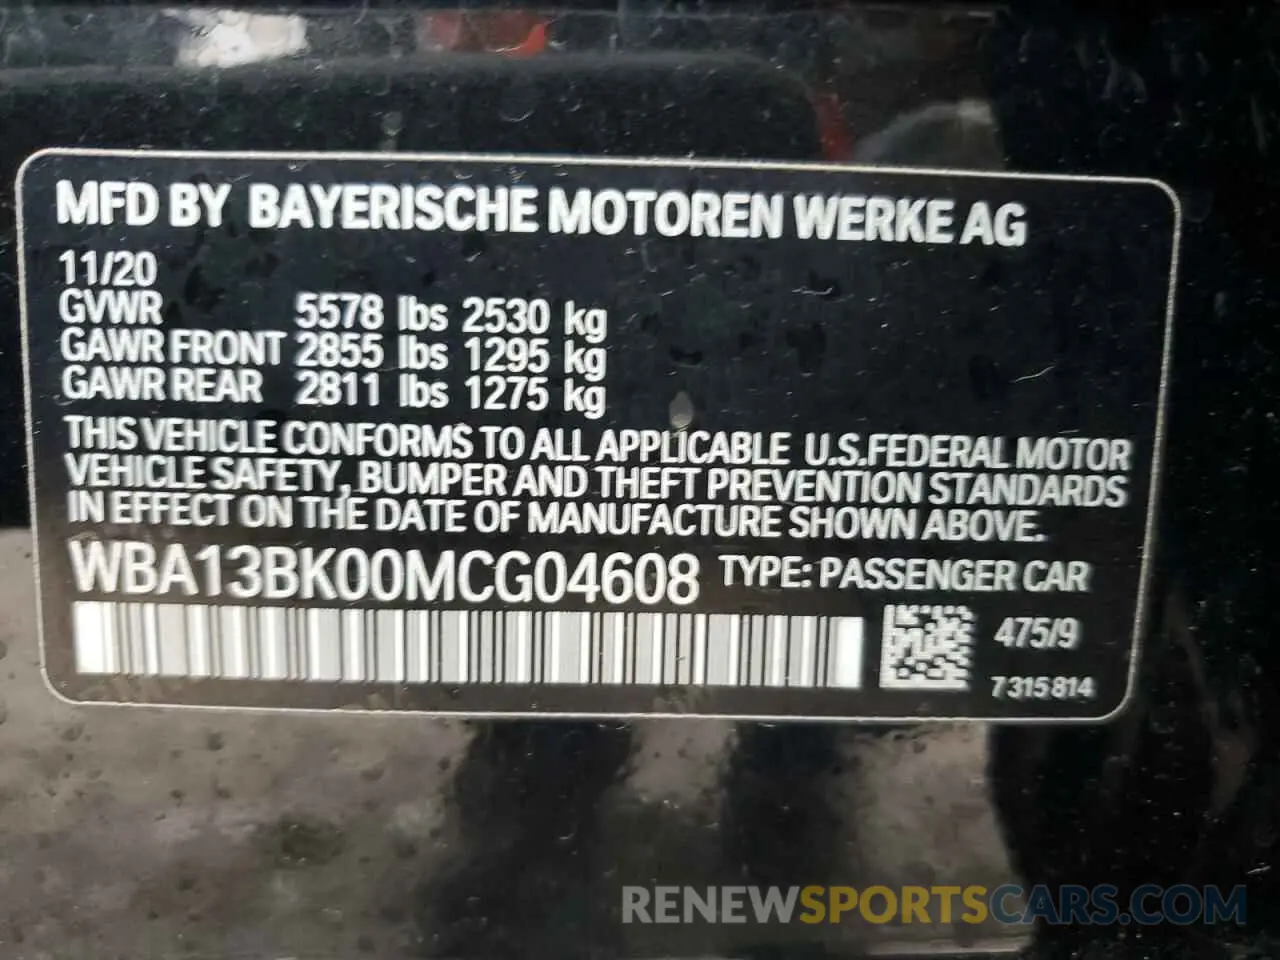 MFD BY BAYERISCHE MOTOREN WERKE AG
11/20
GVWR 5578 lbs 2530 kg
GAWR FRONT 2855 lbs 1295 kg
GAWR REAR 2811 lbs 1275 kg
THIS VEHICLE CONFORMS TO ALL APPLICABLE U.S.FEDERAL MOTOR
VEHICLE SAFETY, BUMPER AND THEFT PREVENTION STANDARDS
IN EFFECT ON THE DATE OF MANUFACTURE SHOWN ABOVE.
WBA13BK00MCG04608 TYPE: PASSENGER CAR
475/9
7315814
RENEWSPORTSCARS.COM